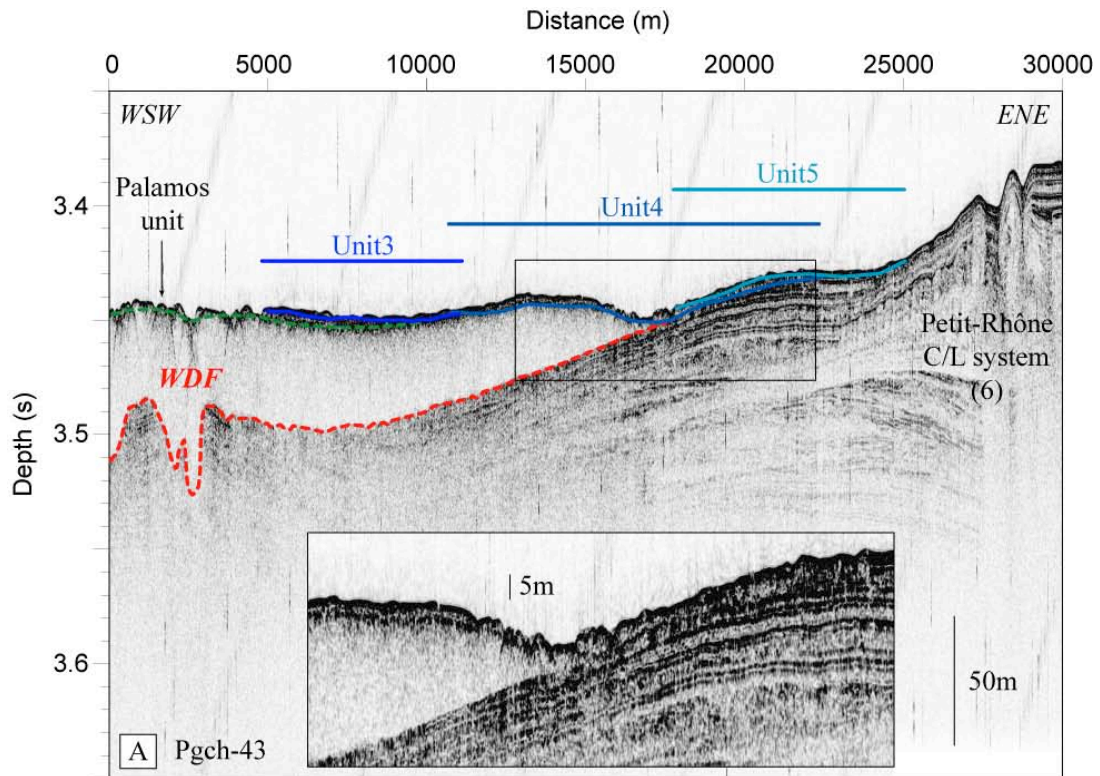 Distance (m)
0 5000 10000 15000 20000 25000 30000
WSW ENE
Palamos
unit
Unit5
3.4
Unit4
Unit3
Petit-Rhône
C/L system
(6)
WDF
3.5
Depth (s)
5m
3.6
50m
A Pgch-43